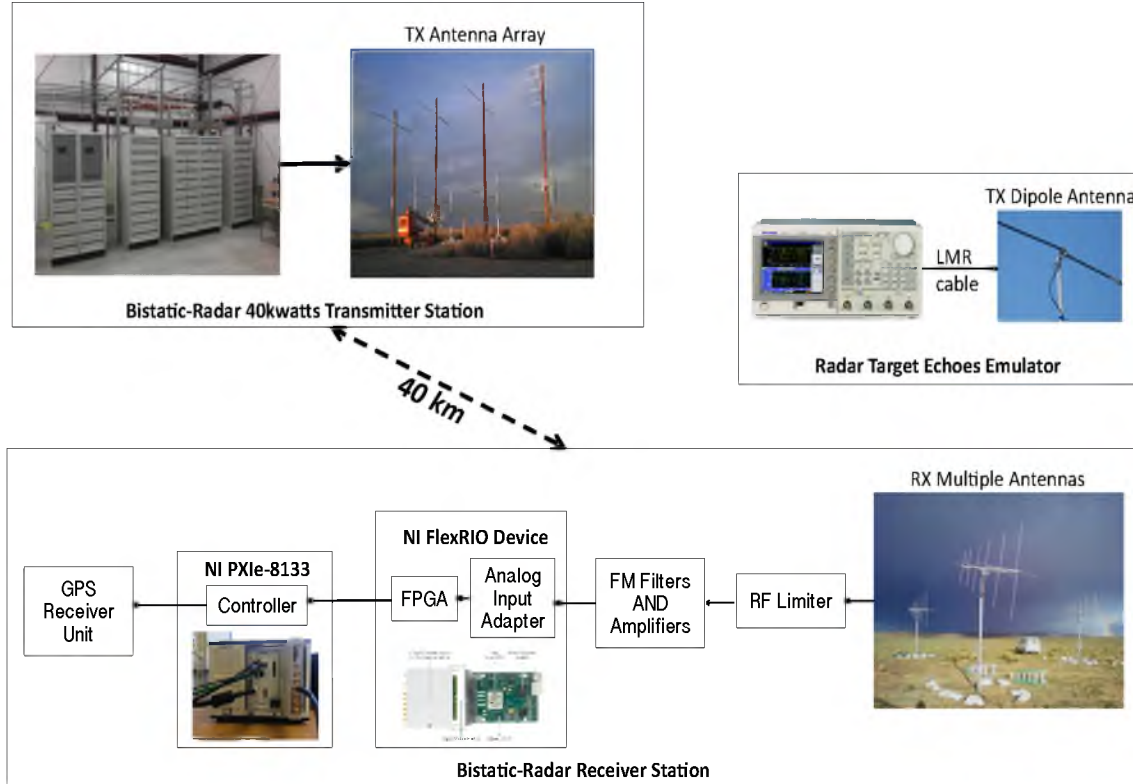 TX Antenna Array
Bistatic-Radar 40kwatts Transmitter Station
TX Dipole Antenna
LMR
cable
Radar Target Echoes Emulator
40 km
RX Multiple Antennas
NI FlexRIO Device
NI PXIe-8133
GPS
Receiver
Unit
Controller
FPGA
Analog
Input
Adapter
FM Filters
AND
Amplifiers
RF Limiter
Bistatic-Radar Receiver Station